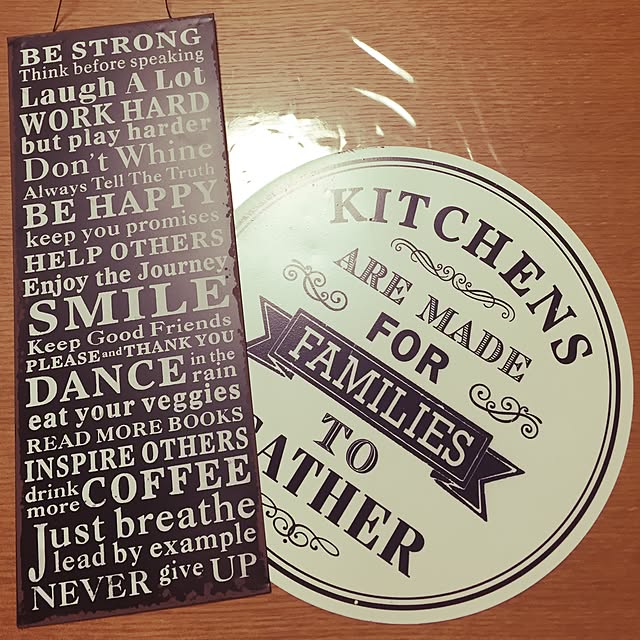 BE STRONG
Think before speaking
Laugh A Lot
WORK HARD
but play harder
Don't Whine
Always Tell The Truth
BE HAPPY
keep you promises
HELP OTHERS
Enjoy the Journey
SMILE
Keep Good Friends
PLEASE and THANK YOU
DANCE in the rain
eat your veggies
READ MORE BOOKS
INSPIRE OTHERS
drink more COFFEE
Just breathe
lead by example
NEVER give UP
KITCHENS
ARE MADE
FOR
FAMILIES
TO
ATHER